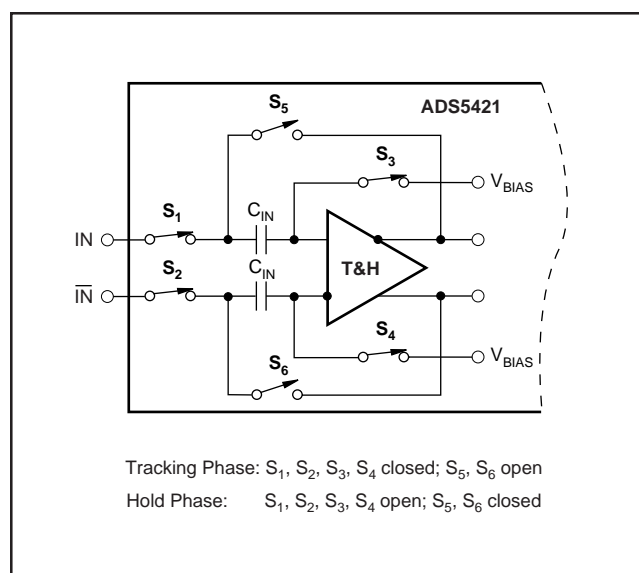 S5
ADS5421
S3
VBIAS
S1
CIN
IN
T&H
S2
CIN
I̅N̅
S4
VBIAS
S6
Tracking Phase: S1, S2, S3, S4 closed; S5, S6 open
Hold Phase: S1, S2, S3, S4 open; S5, S6 closed